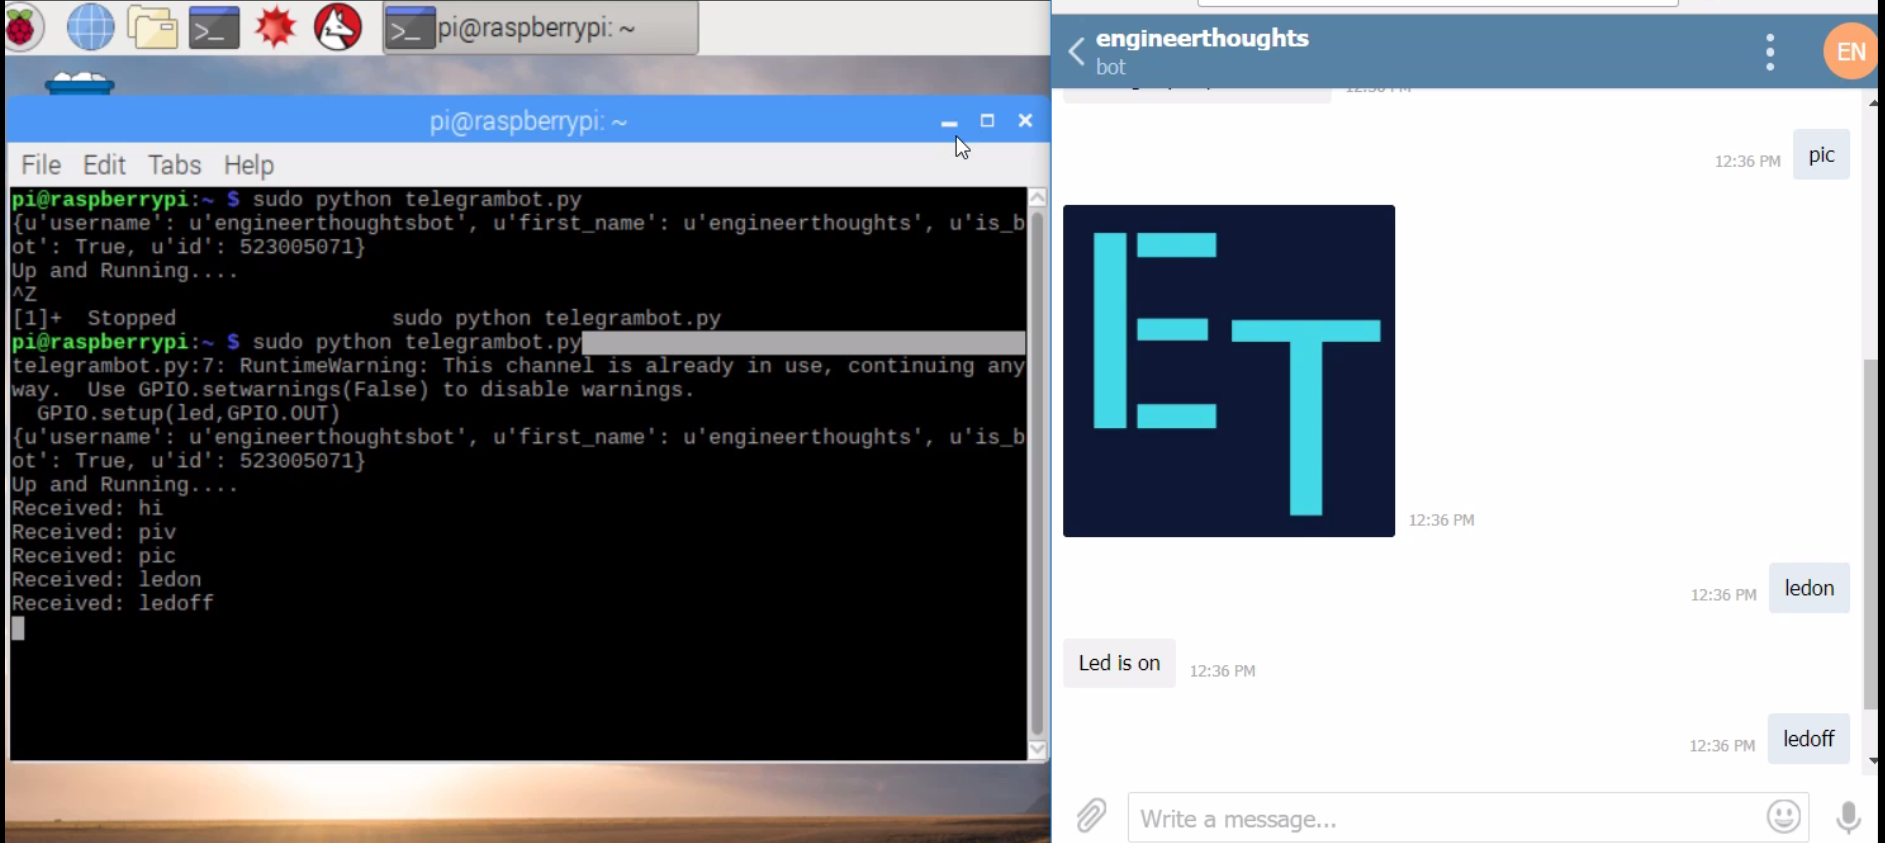 pi@raspberrypi: ~
pi@raspberrypi: ~
File Edit Tabs Help
pi@raspberrypi:~ $ sudo python telegrambot.py
{u'username': u'engineerthoughtsbot', u'first_name': u'engineerthoughts', u'is_b
ot': True, u'id': 523005071}
Up and Running....
^Z
[1]+  Stopped                 sudo python telegrambot.py
pi@raspberrypi:~ $ sudo python telegrambot.py
telegrambot.py:7: RuntimeWarning: This channel is already in use, continuing any
way.  Use GPIO.setwarnings(False) to disable warnings.
  GPIO.setup(led,GPIO.OUT)
{u'username': u'engineerthoughtsbot', u'first_name': u'engineerthoughts', u'is_b
ot': True, u'id': 523005071}
Up and Running....
Received: hi
Received: piv
Received: pic
Received: ledon
Received: ledoff
engineerthoughts
bot
EN
12:36 PM pic
ET
12:36 PM
12:36 PM ledon
Led is on 12:36 PM
12:36 PM ledoff
Write a message...